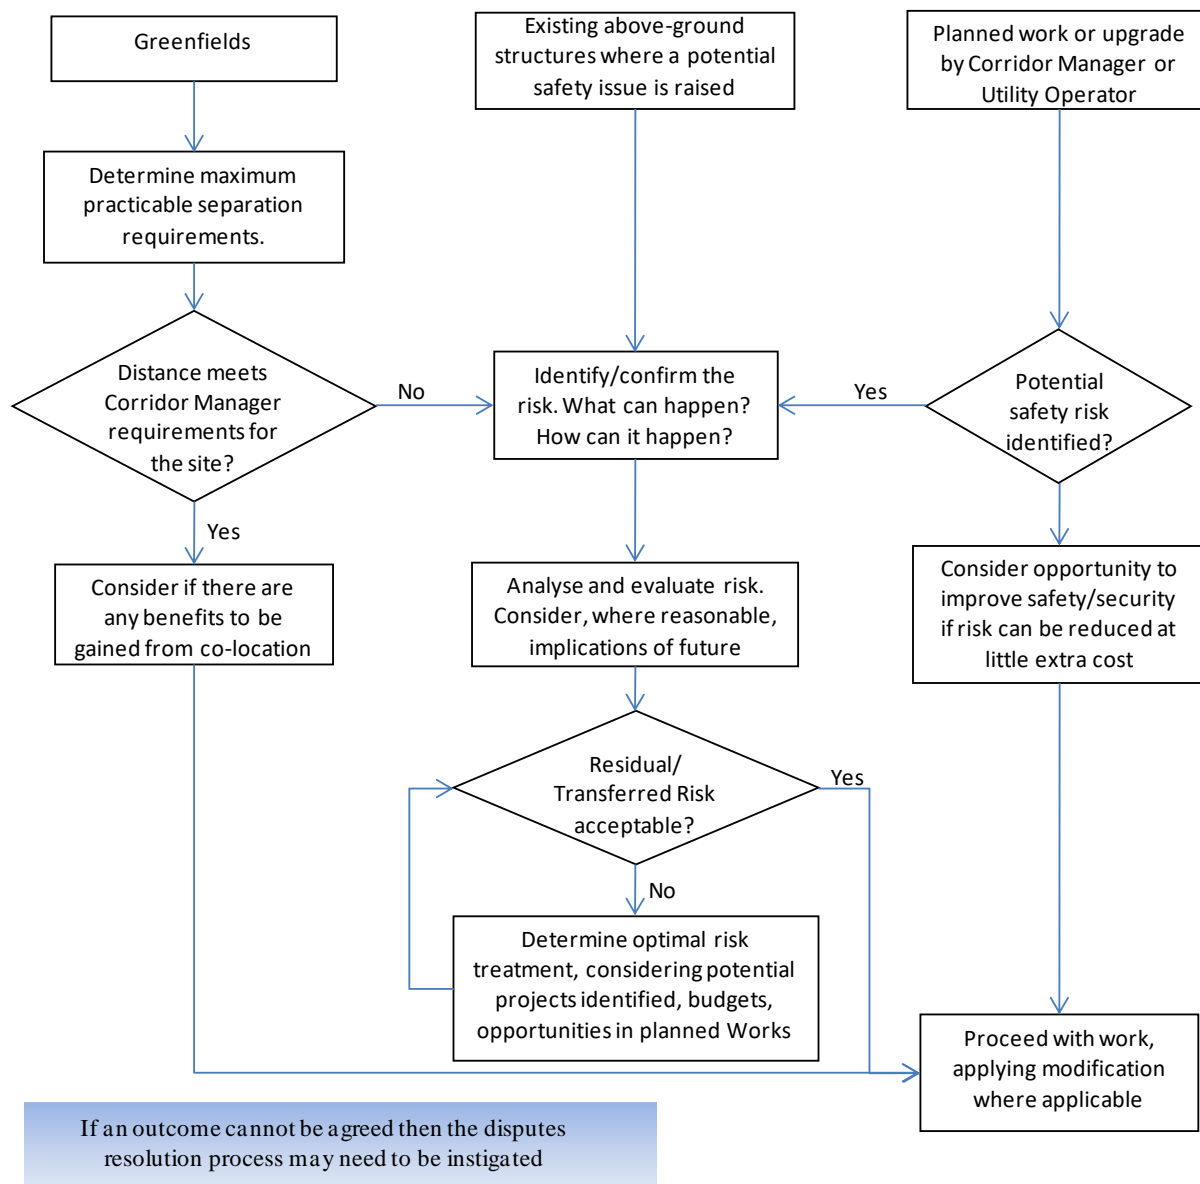 Greenfields
Existing above-ground
structures where a potential
safety issue is raised
Planned work or upgrade
by Corridor Manager or
Utility Operator
Determine maximum
practicable separation
requirements.
Distance meets
Corridor Manager
requirements for
the site?
No
Identify/confirm the
risk. What can happen?
How can it happen?
Yes
Potential
safety risk
identified?
Yes
Consider if there are
any benefits to be
gained from co-location
Analyse and evaluate risk.
Consider, where reasonable,
implications of future
Consider opportunity to
improve safety/security
if risk can be reduced at
little extra cost
Residual/
Transferred Risk
acceptable?
Yes
No
Determine optimal risk
treatment, considering potential
projects identified, budgets,
opportunities in planned Works
Proceed with work,
applying modification
where applicable
If an outcome cannot be agreed then the disputes
resolution process may need to be instigated